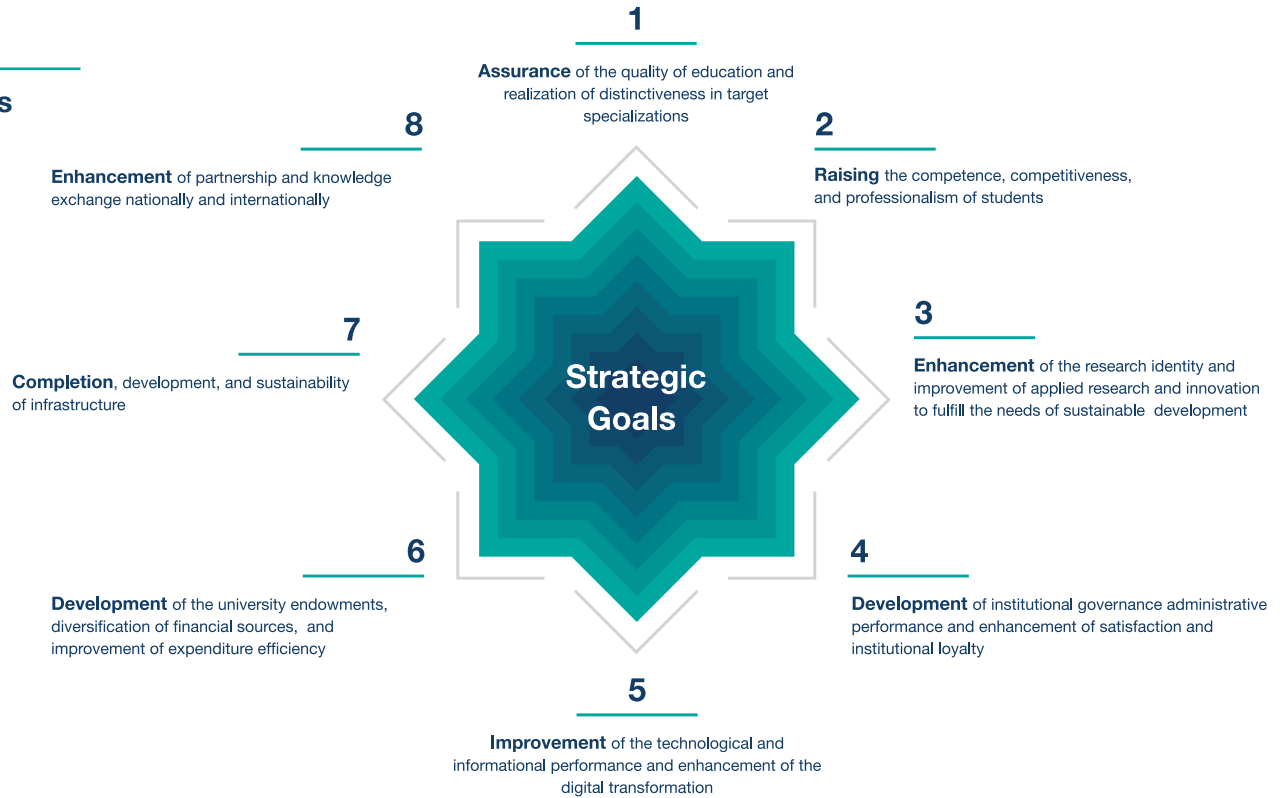 s
1
Assurance of the quality of education and
realization of distinctiveness in target
specializations
2
Raising the competence, competitiveness,
and professionalism of students
3
Enhancement of the research identity and
improvement of applied research and innovation
to fulfill the needs of sustainable development
4
Development of institutional governance administrative
performance and enhancement of satisfaction and
institutional loyalty
5
Improvement of the technological and
informational performance and enhancement of the
digital transformation
6
Development of the university endowments,
diversification of financial sources, and
improvement of expenditure efficiency
7
Completion, development, and sustainability
of infrastructure
8
Enhancement of partnership and knowledge
exchange nationally and internationally
Strategic
Goals